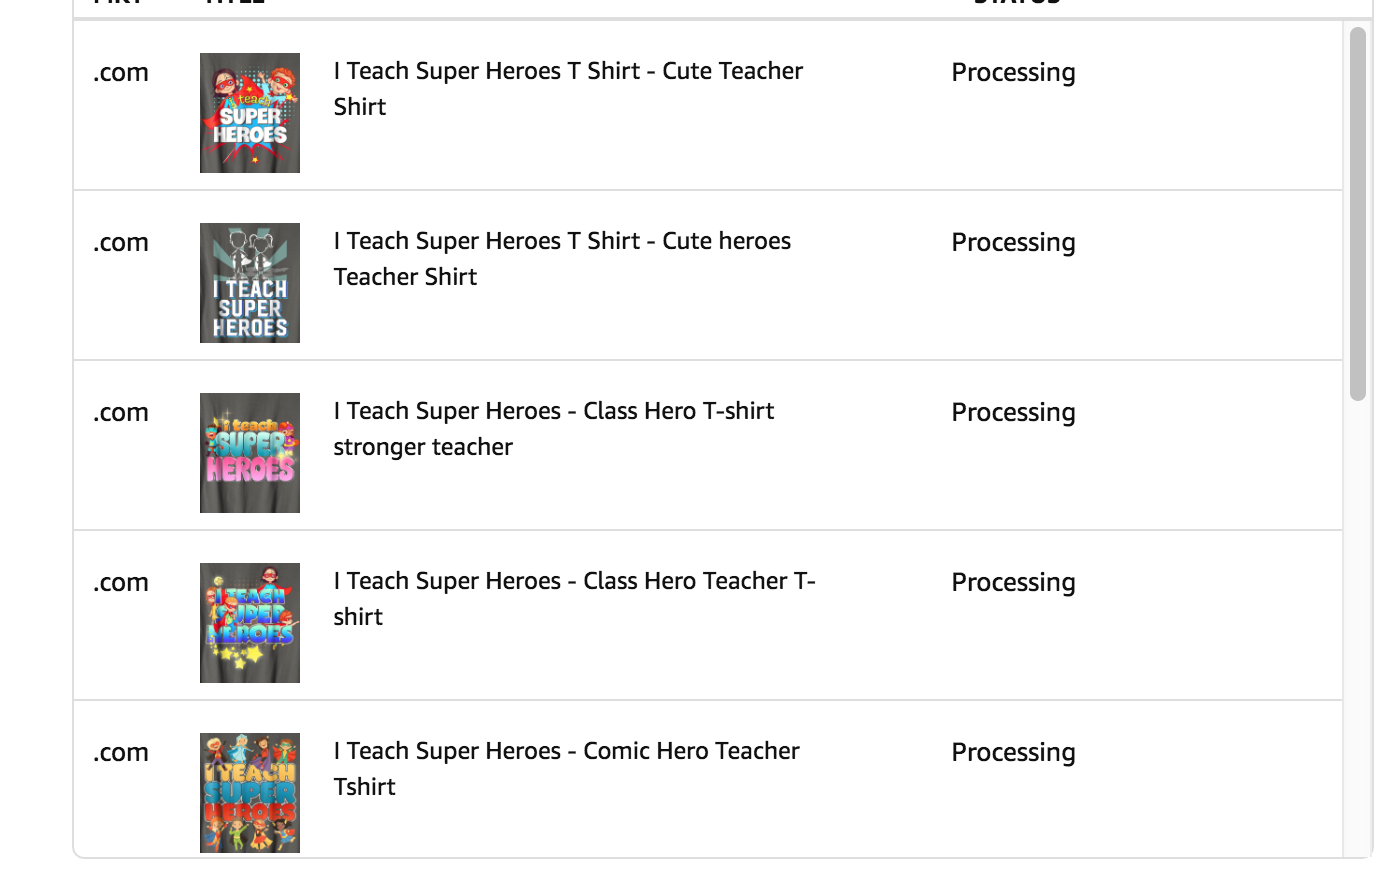 MKT TITLE STATUS
.com
I Teach Super Heroes T Shirt - Cute Teacher
Shirt
Processing
i teach
SUPER
HEROES
.com
I Teach Super Heroes T Shirt - Cute heroes
Teacher Shirt
Processing
I TEACH
SUPER
HEROES
.com
I Teach Super Heroes - Class Hero T-shirt
stronger teacher
Processing
i teach
SUPER
HEROES
.com
I Teach Super Heroes - Class Hero Teacher T-
shirt
Processing
I TEACH
SUPER
HEROES
.com
I Teach Super Heroes - Comic Hero Teacher
Tshirt
Processing
I TEACH
SUPER
HEROES